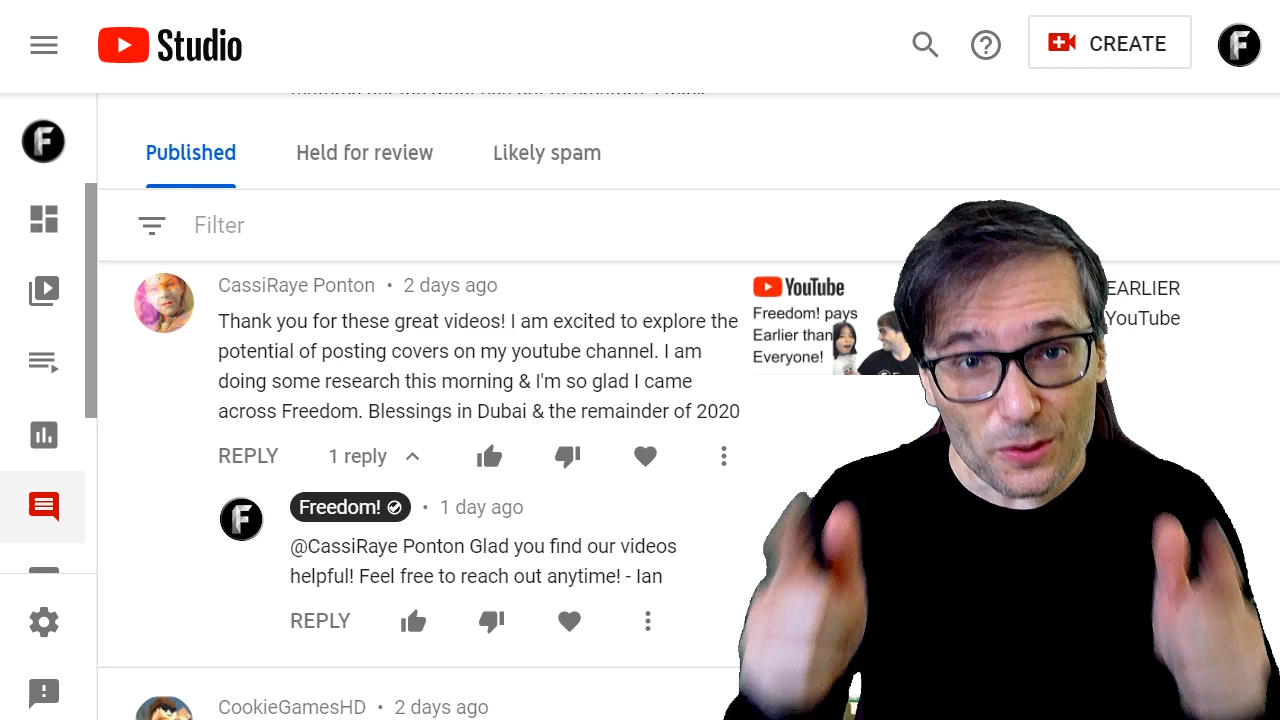 Studio
CREATE
Published
Held for review
Likely spam
Filter
CassiRaye Ponton • 2 days ago
Thank you for these great videos! I am excited to explore the
potential of posting covers on my youtube channel. I am
doing some research this morning & I'm so glad I came
across Freedom. Blessings in Dubai & the remainder of 2020
REPLY
1 reply
YouTube
Freedom! pays
Earlier than
Everyone!
EARLIER
YouTube
Freedom! • 1 day ago
@CassiRaye Ponton Glad you find our videos
helpful! Feel free to reach out anytime! - Ian
REPLY
CookieGamesHD • 2 days ago